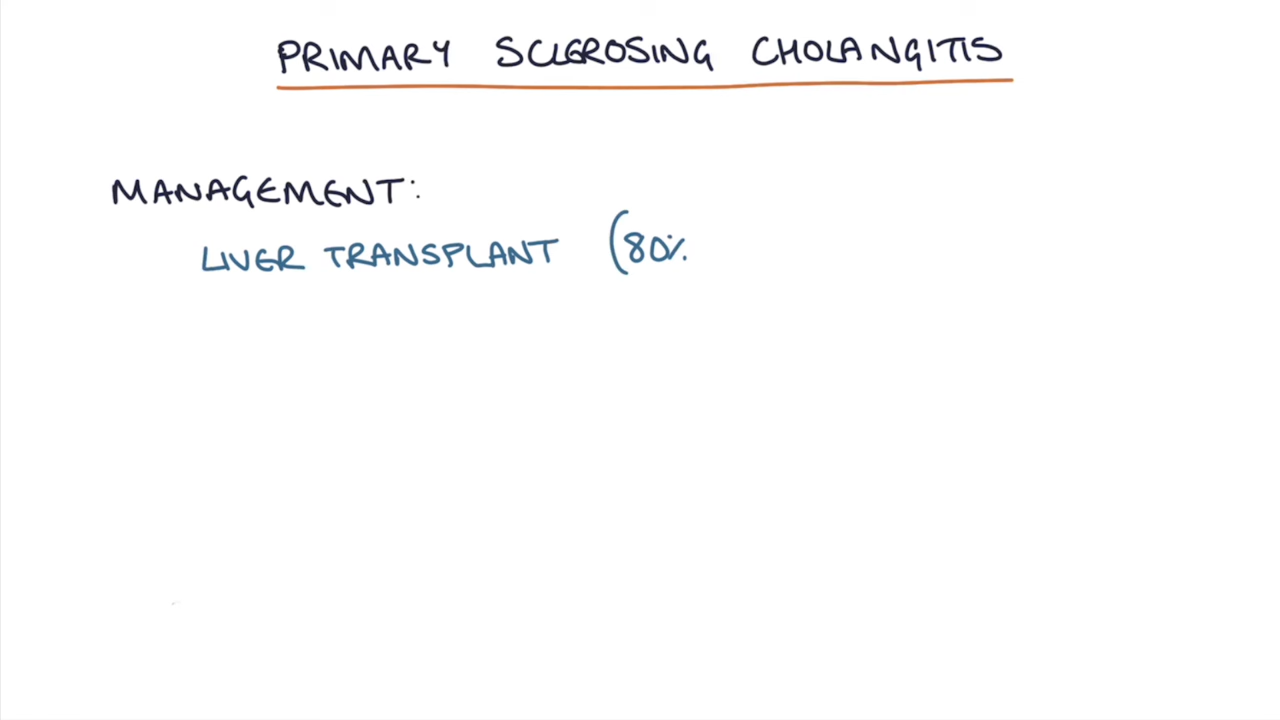 PRIMARY SCLEROSING CHOLANGITIS
MANAGEMENT:
LIVER TRANSPLANT (80%